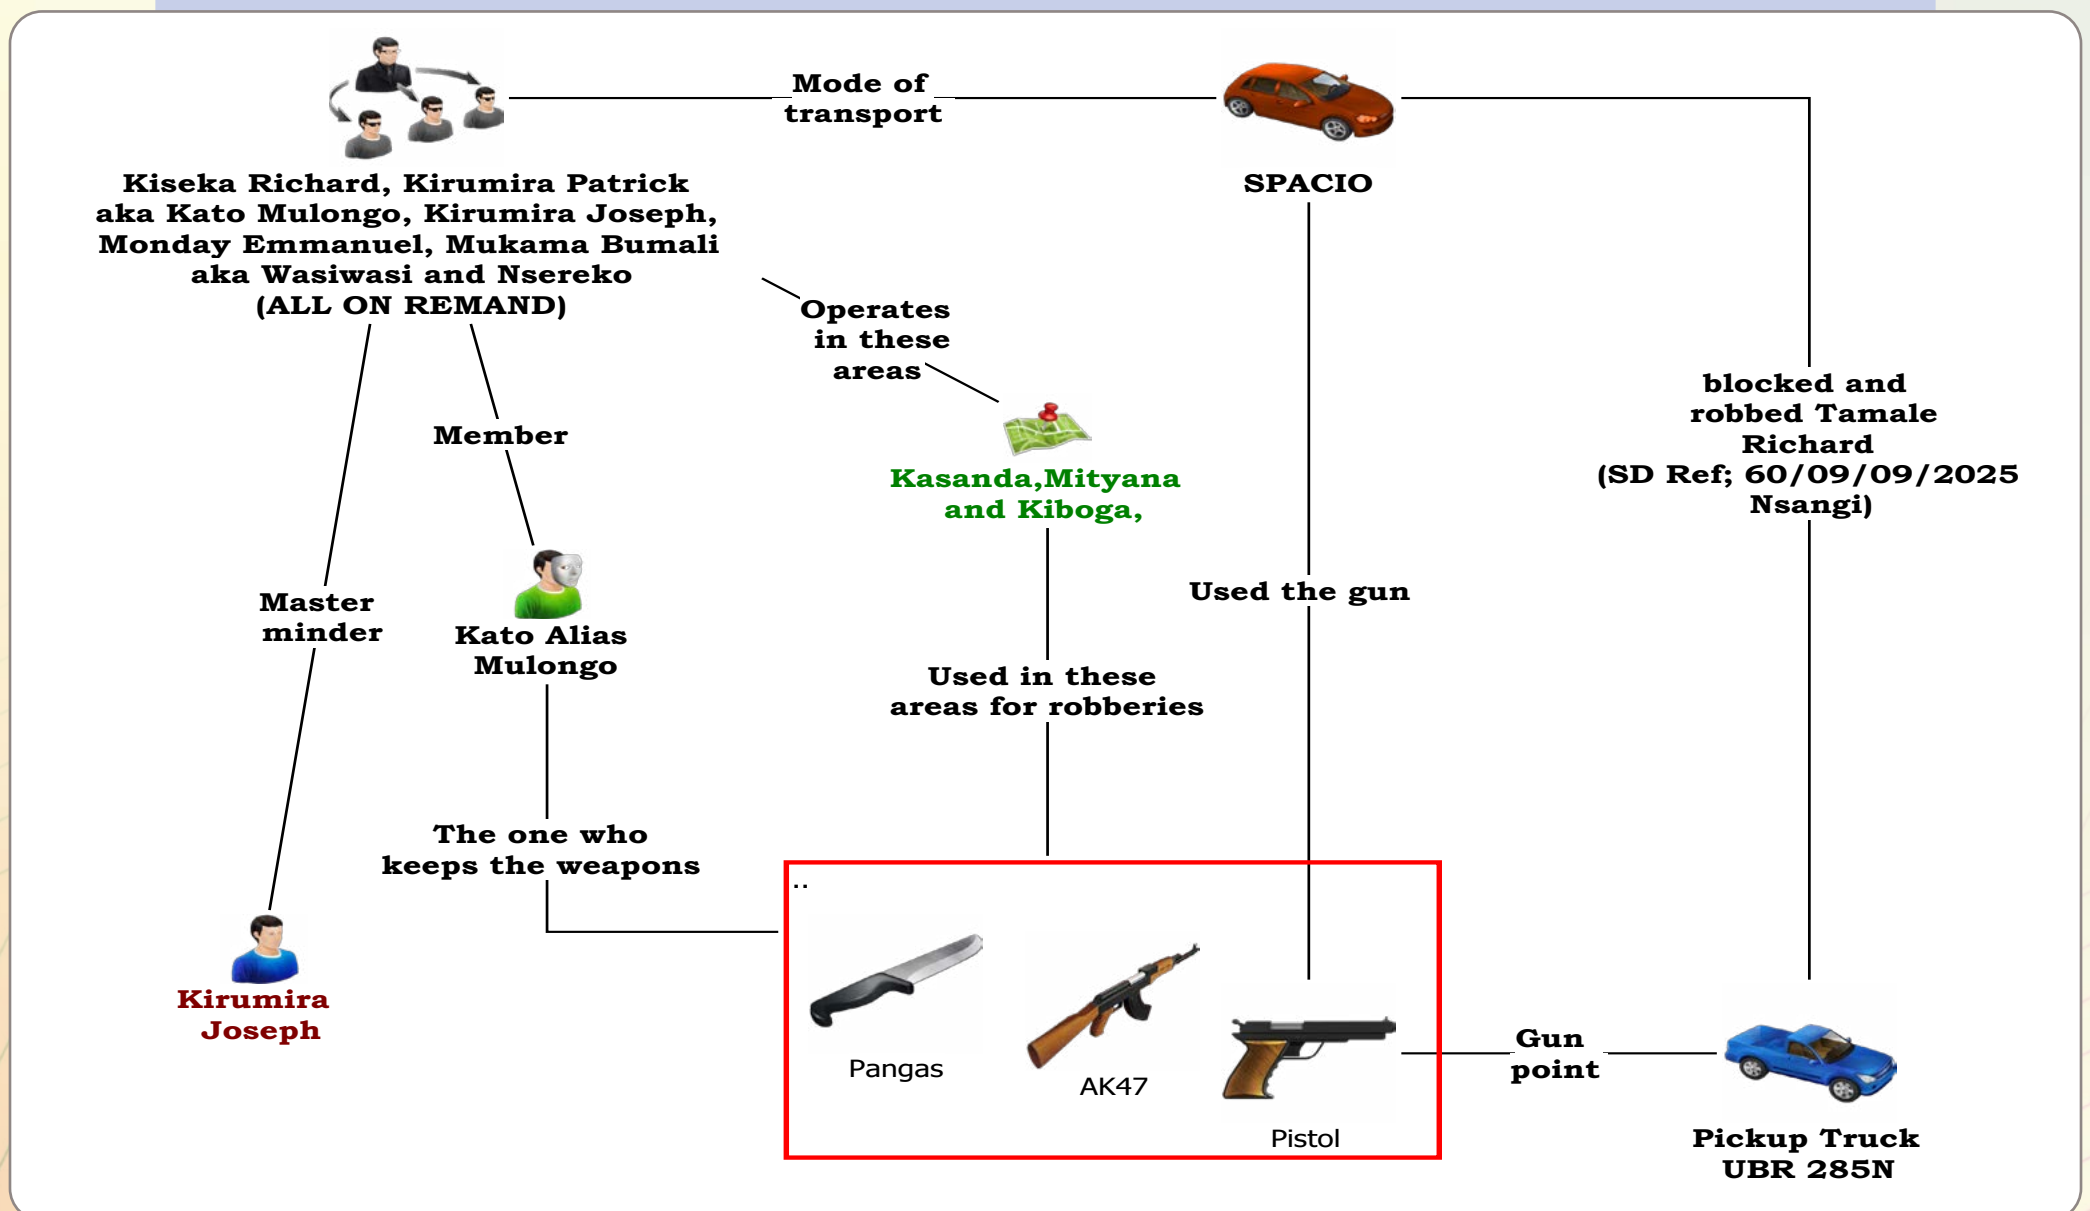 Mode of
transport
Kiseka Richard, Kirumira Patrick
aka Kato Mulongo, Kirumira Joseph,
Monday Emmanuel, Mukama Bumali
aka Wasiwasi and Nsereko
(ALL ON REMAND)
SPACIO
Operates
in these
areas
blocked and
robbed Tamale
Richard
(SD Ref; 60/09/09/2025
Nsangi)
Member
Kasanda,Mityana
and Kiboga,
Used the gun
Master
minder
Kato Alias
Mulongo
Used in these
areas for robberies
The one who
keeps the weapons
..
Kirumira
Joseph
Pangas
AK47
Pistol
Gun
point
Pickup Truck
UBR 285N